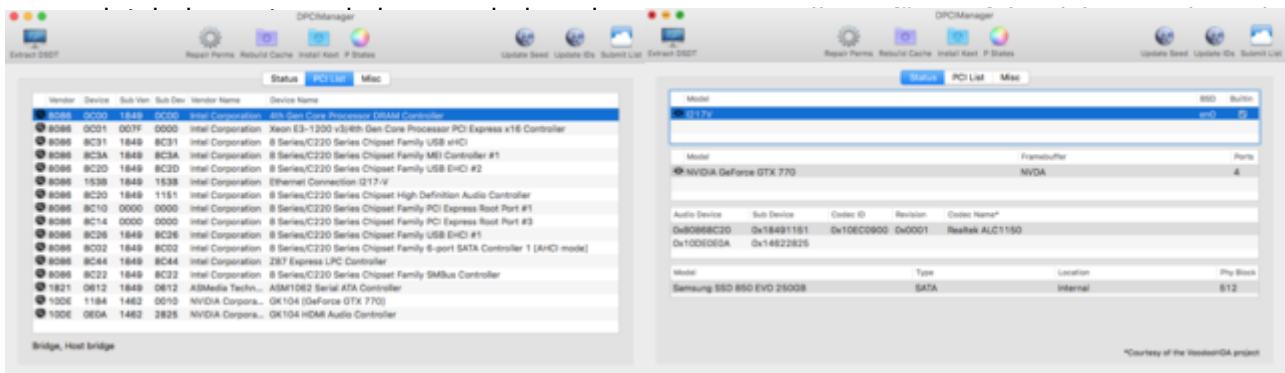 DPCIManager
Extract DSDT Repair Perms Rebuild Cache Install Kext P States Update Seed Update IDs Submit List
Status PCI List Misc
Vendor Device Sub Ven Sub Dev Vendor Name Device Name
8086 0C00 1849 0C00 Intel Corporation 4th Gen Core Processor DRAM Controller
8086 0C01 007F 0000 Intel Corporation Xeon E3-1200 v3/4th Gen Core Processor PCI Express x16 Controller
8086 8C31 1849 8C31 Intel Corporation 8 Series/C220 Series Chipset Family USB xHCI
8086 8C3A 1849 8C3A Intel Corporation 8 Series/C220 Series Chipset Family MEI Controller #1
8086 8C2D 1849 8C2D Intel Corporation 8 Series/C220 Series Chipset Family USB EHCI #2
8086 1538 1849 1538 Intel Corporation Ethernet Connection I217-V
8086 8C20 1849 1151 Intel Corporation 8 Series/C220 Series Chipset High Definition Audio Controller
8086 8C10 0000 0000 Intel Corporation 8 Series/C220 Series Chipset Family PCI Express Root Port #1
8086 8C14 0000 0000 Intel Corporation 8 Series/C220 Series Chipset Family PCI Express Root Port #3
8086 8C26 1849 8C26 Intel Corporation 8 Series/C220 Series Chipset Family USB EHCI #1
8086 8C02 1849 8C02 Intel Corporation 8 Series/C220 Series Chipset Family 6-port SATA Controller 1 [AHCI mode]
8086 8C44 1849 8C44 Intel Corporation Z87 Express LPC Controller
8086 8C22 1849 8C22 Intel Corporation 8 Series/C220 Series Chipset Family SMBus Controller
1B21 0612 1849 0612 ASMedia Techn... ASM1062 Serial ATA Controller
10DE 1184 1462 0010 NVIDIA Corpora... GK104 [GeForce GTX 770]
10DE 0E0A 1462 2825 NVIDIA Corpora... GK104 HDMI Audio Controller
Bridge, Host bridge
DPCIManager
Extract DSDT Repair Perms Rebuild Cache Install Kext P States Update Seed Update IDs Submit List
Status PCI List Misc
Model BSD Builtin
I217V en0
Model Framebuffer Ports
NVIDIA GeForce GTX 770 NVDA 4
Audio Device Sub Device Codec ID Revision Codec Name*
0x80868C20 0x18491151 0x10EC0900 0x0001 Realtek ALC1150
0x10DE0E0A 0x14622825
Model Type Location Phy Block
Samsung SSD 850 EVO 250GB SATA Internal 512
*Courtesy of the VoodooHDA project